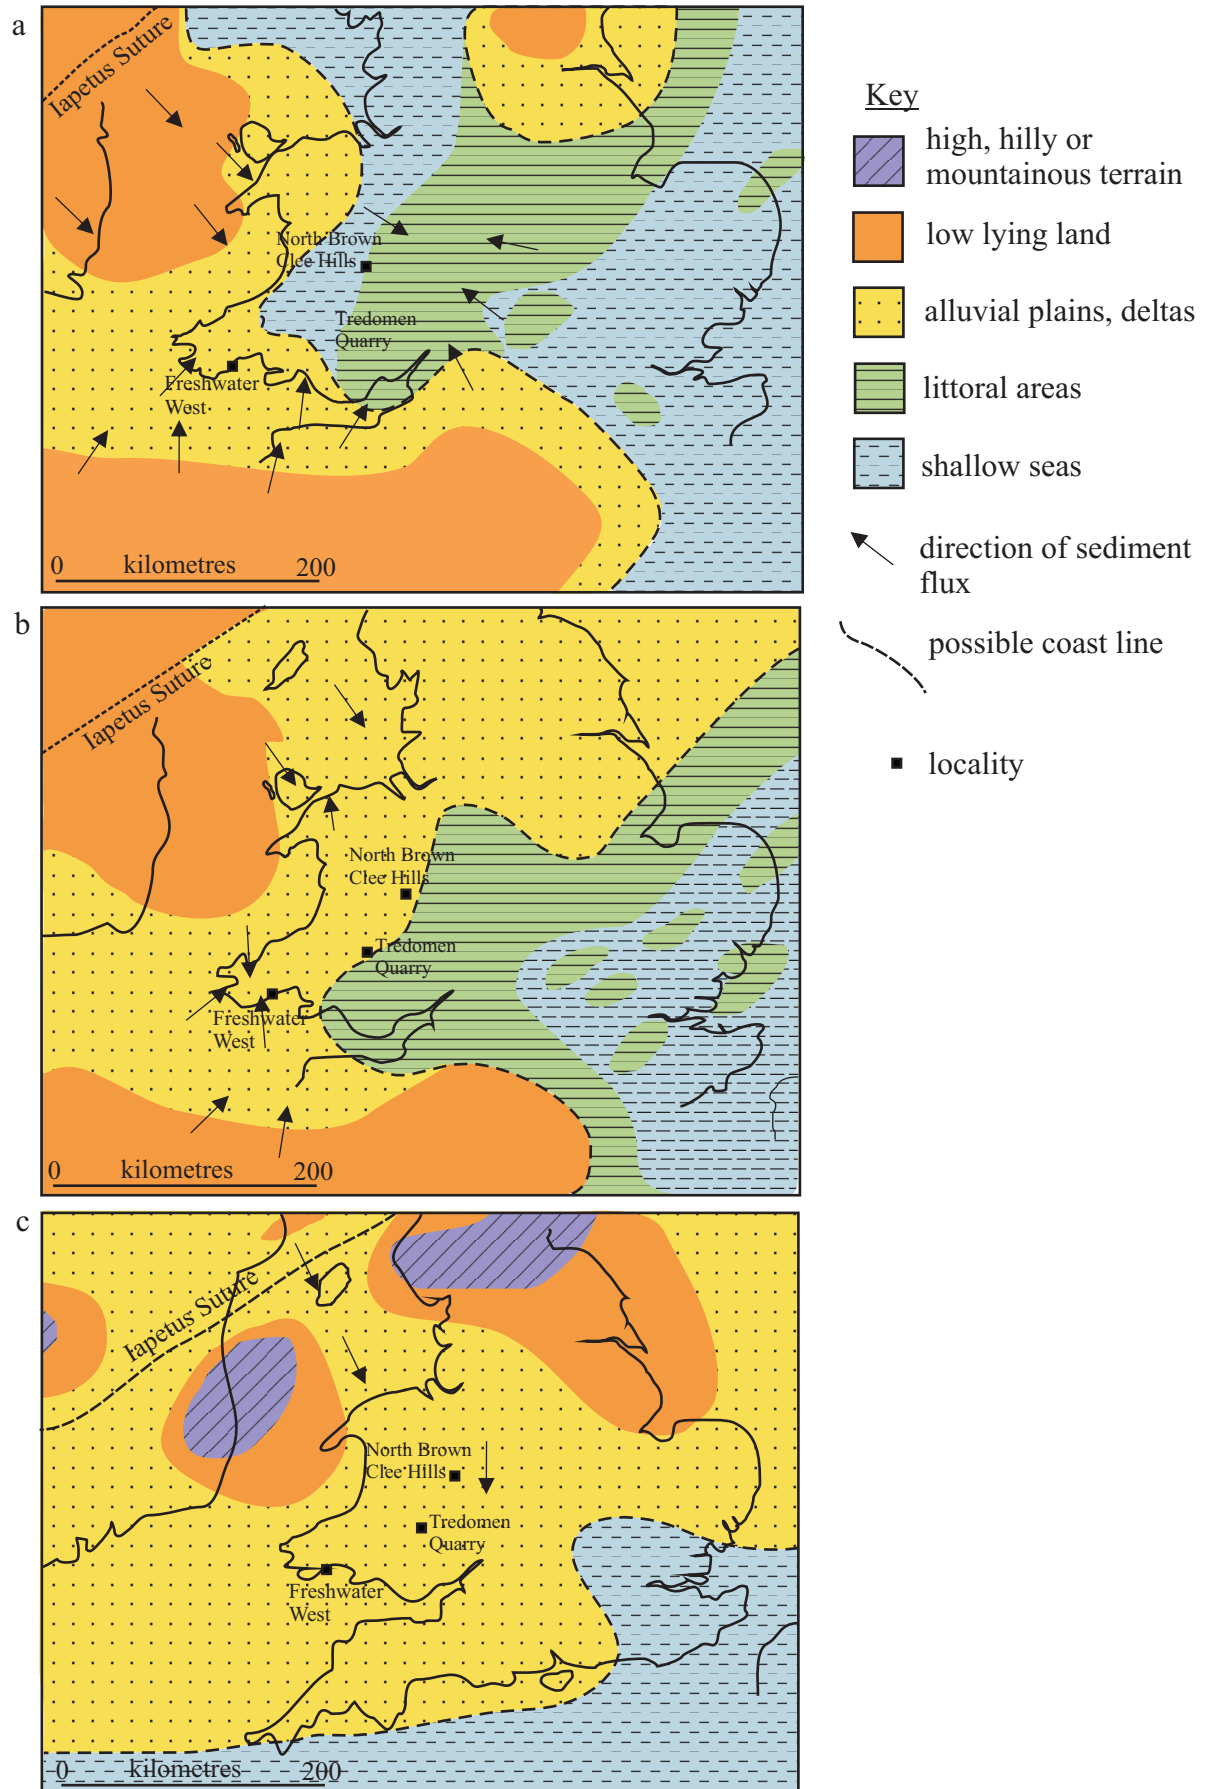 a
Iapetus Suture
North Brown
Clee Hills
Tredomen
Quarry
Freshwater
West
0 kilometres 200
Key
high, hilly or
mountainous terrain
low lying land
alluvial plains, deltas
littoral areas
shallow seas
direction of sediment
flux
possible coast line
locality
b
Iapetus Suture
North Brown
Clee Hills
Tredomen
Quarry
Freshwater
West
0 kilometres 200
c
Iapetus Suture
North Brown
Clee Hills
Tredomen
Quarry
Freshwater
West
0 kilometres 200